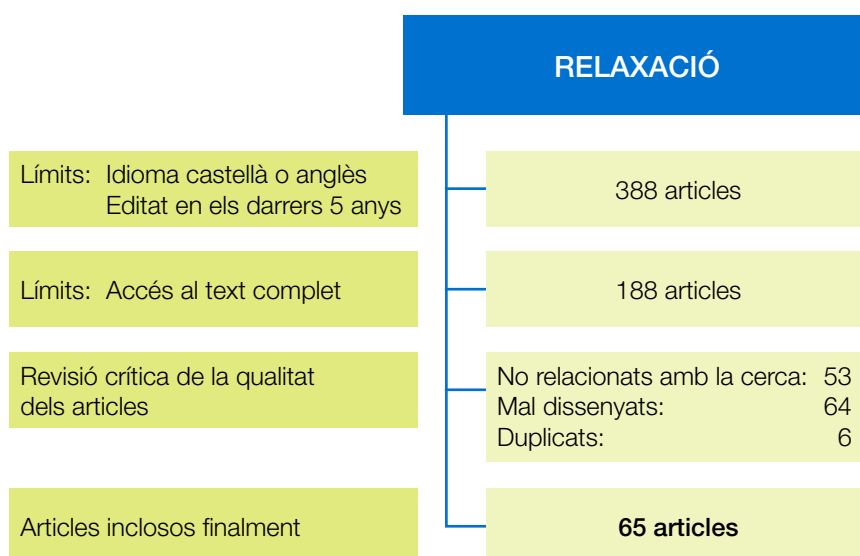 RELAXACIÓ
Límits: Idioma castellà o anglès
Editat en els darrers 5 anys
388 articles
Límits: Accés al text complet
188 articles
Revisió crítica de la qualitat
dels articles
No relacionats amb la cerca: 53
Mal dissenyats: 64
Duplicats: 6
Articles inclosos finalment
65 articles